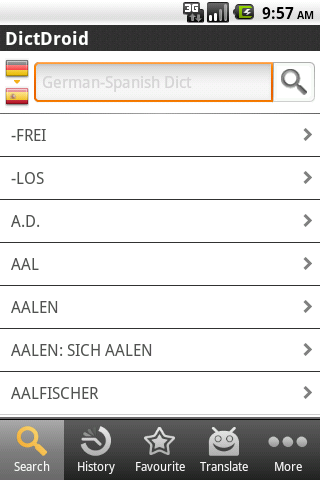 3G 9:57 AM
DictDroid
German-Spanish Dict
-FREI
-LOS
A.D.
AAL
AALEN
AALEN: SICH AALEN
AALFISCHER
Search History Favourite Translate More